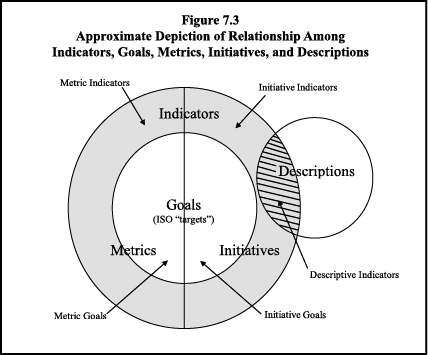 Figure 7.3
Approximate Depiction of Relationship Among
Indicators, Goals, Metrics, Initiatives, and Descriptions
Metric Indicators
Initiative Indicators
Indicators
Descriptions
Goals
(ISO “targets”)
Metrics
Initiatives
Descriptive Indicators
Metric Goals
Initiative Goals